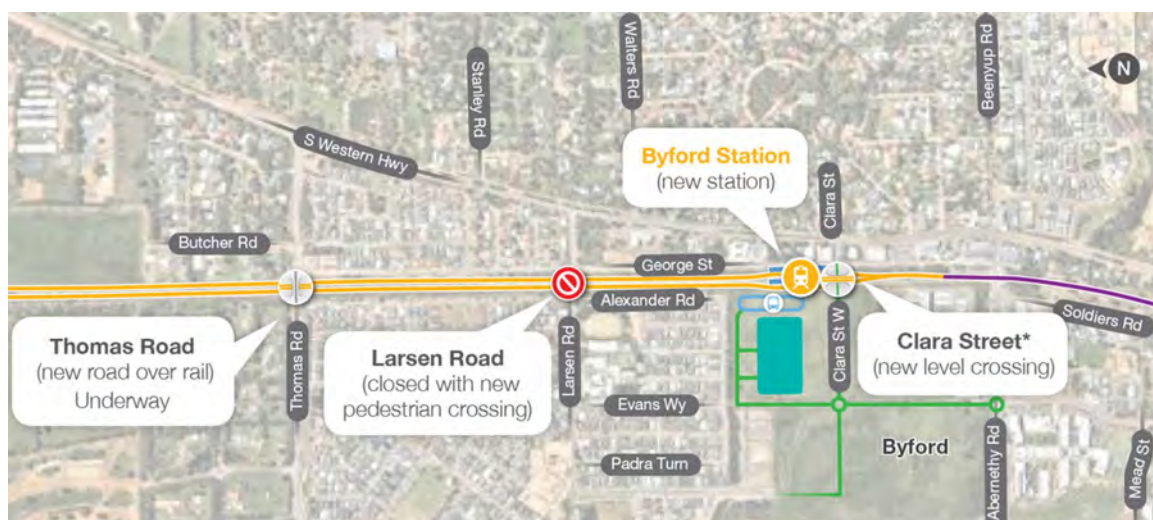 Stanley Rd
Walters Rd
Beenyup Rd
N
S Western Hwy
Byford Station
(new station)
Clara St
Butcher Rd
George St
Alexander Rd
Soldiers Rd
Thomas Road
(new road over rail)
Underway
Thomas Rd
Larsen Road
(closed with new
pedestrian crossing)
Larsen Rd
Clara St W
Clara Street*
(new level crossing)
Evans Wy
Padra Turn
Byford
Abernethy Rd
Mead St